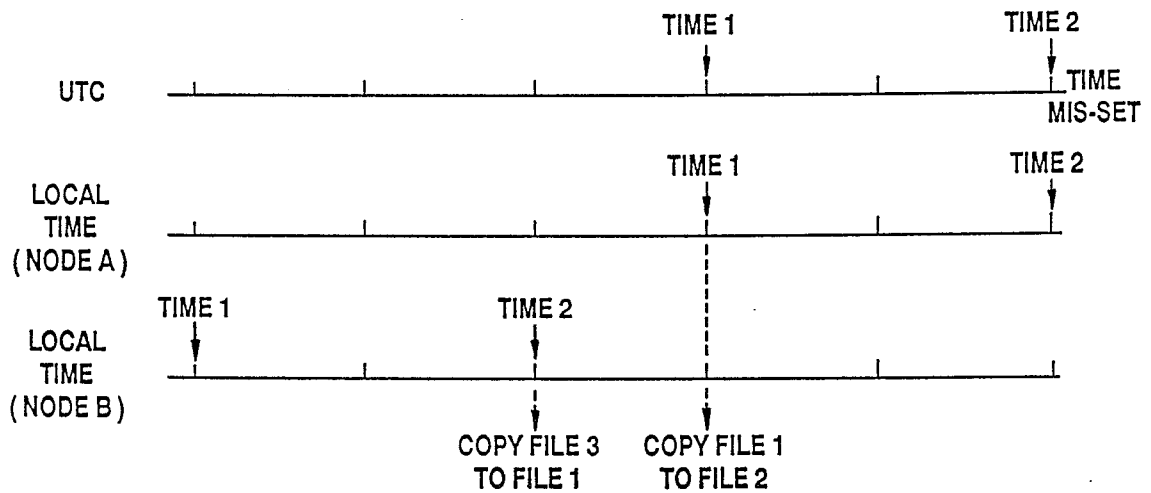 TIME 1
TIME 2
UTC
TIME
MIS-SET
TIME 1
TIME 2
LOCAL
TIME
(NODE A)
TIME 1
TIME 2
LOCAL
TIME
(NODE B)
COPY FILE 3
TO FILE 1
COPY FILE 1
TO FILE 2